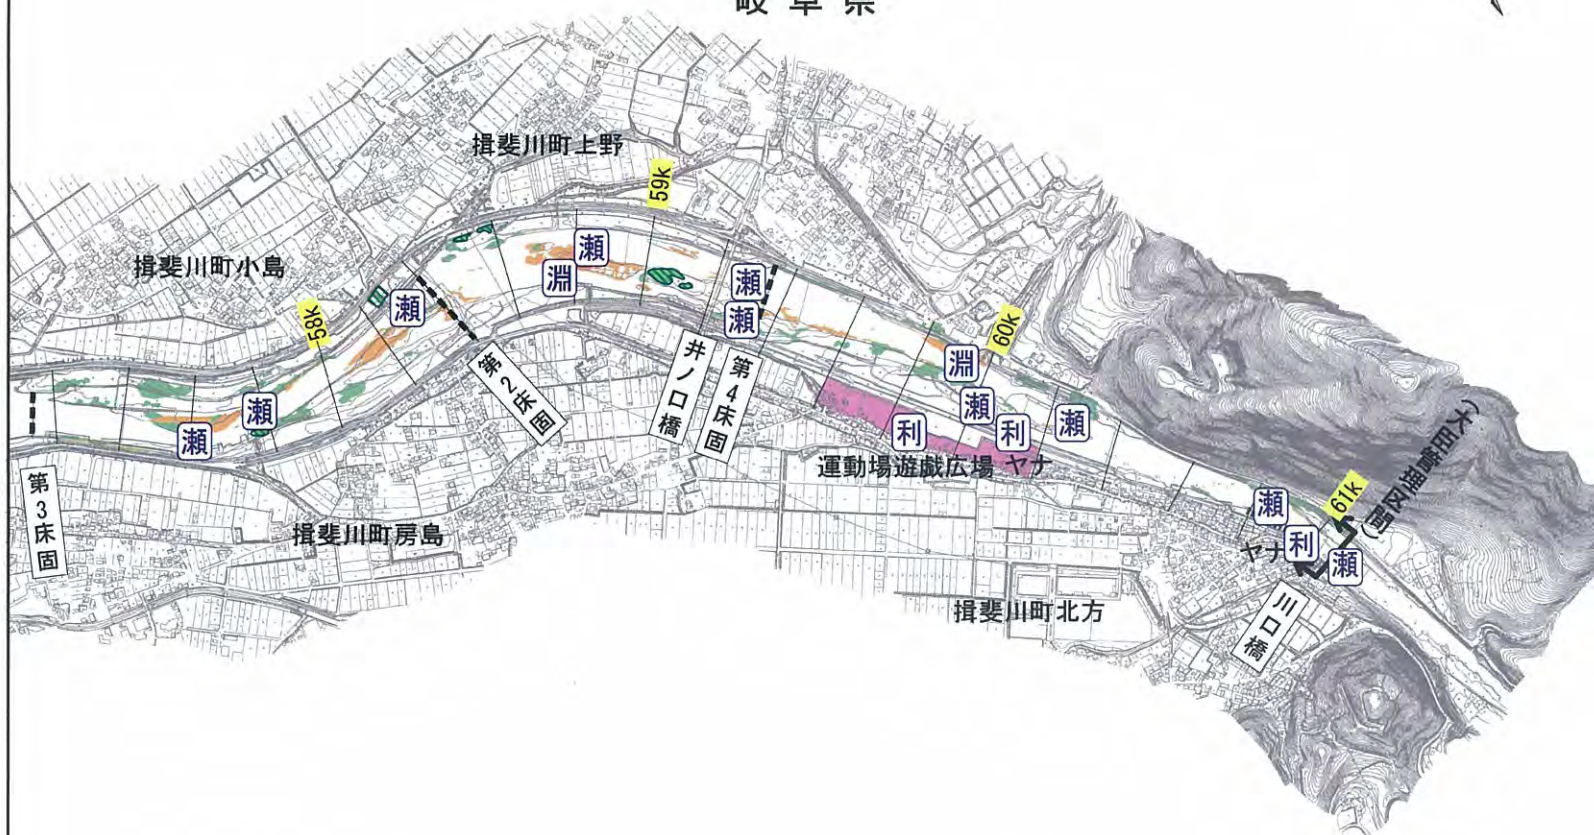 岐阜県
揖斐川町上野
59k
揖斐川町小島
瀬
淵
瀬
瀬
瀬
58k
60k
淵
瀬
瀬
瀬
瀬
利
利
第2床固
井ノ口橋
第4床固
運動場遊戯広場 ヤナ
第3床固
揖斐川町房島
(大臣管理区間)
61k
瀬
ヤナ
利
瀬
揖斐川町北方
川口橋